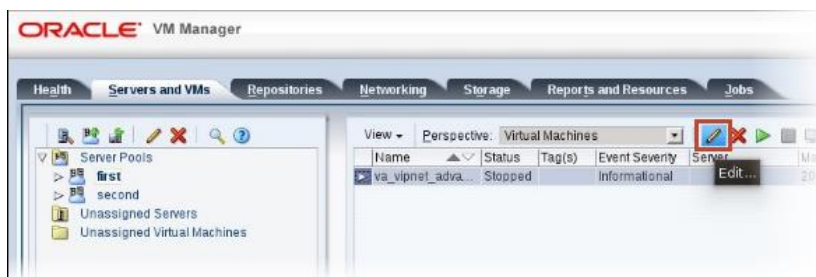 ORACLE VM Manager
Health Servers and VMs Repositories Networking Storage Reports and Resources Jobs
View Perspective: Virtual Machines
Server Pools
first
second
Unassigned Servers
Unassigned Virtual Machines
Name Status Tag(s) Event Severity Server
va_vipnet_adva... Stopped Informational
Edit...